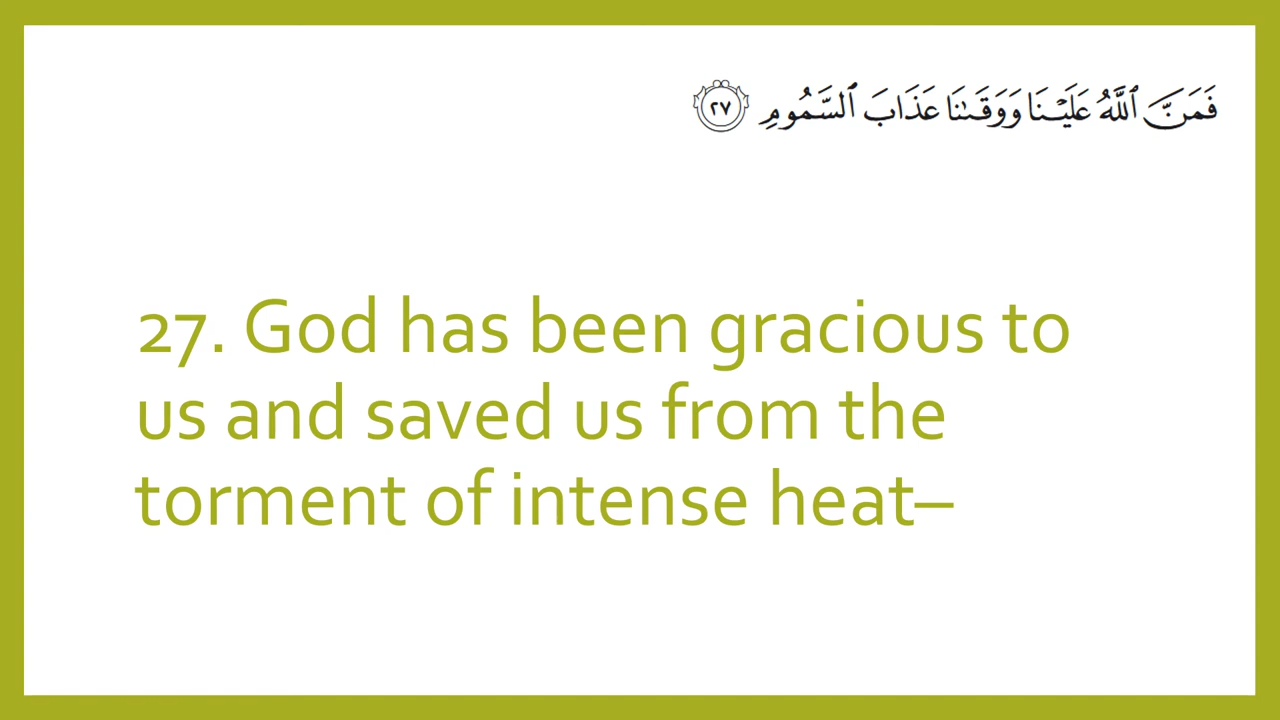 فَمَنَّ ٱللَّهُ عَلَيْنَا وَوَقَىٰنَا عَذَابَ ٱلسَّمُومِ ٢٧
27. God has been gracious to
us and saved us from the
torment of intense heat–